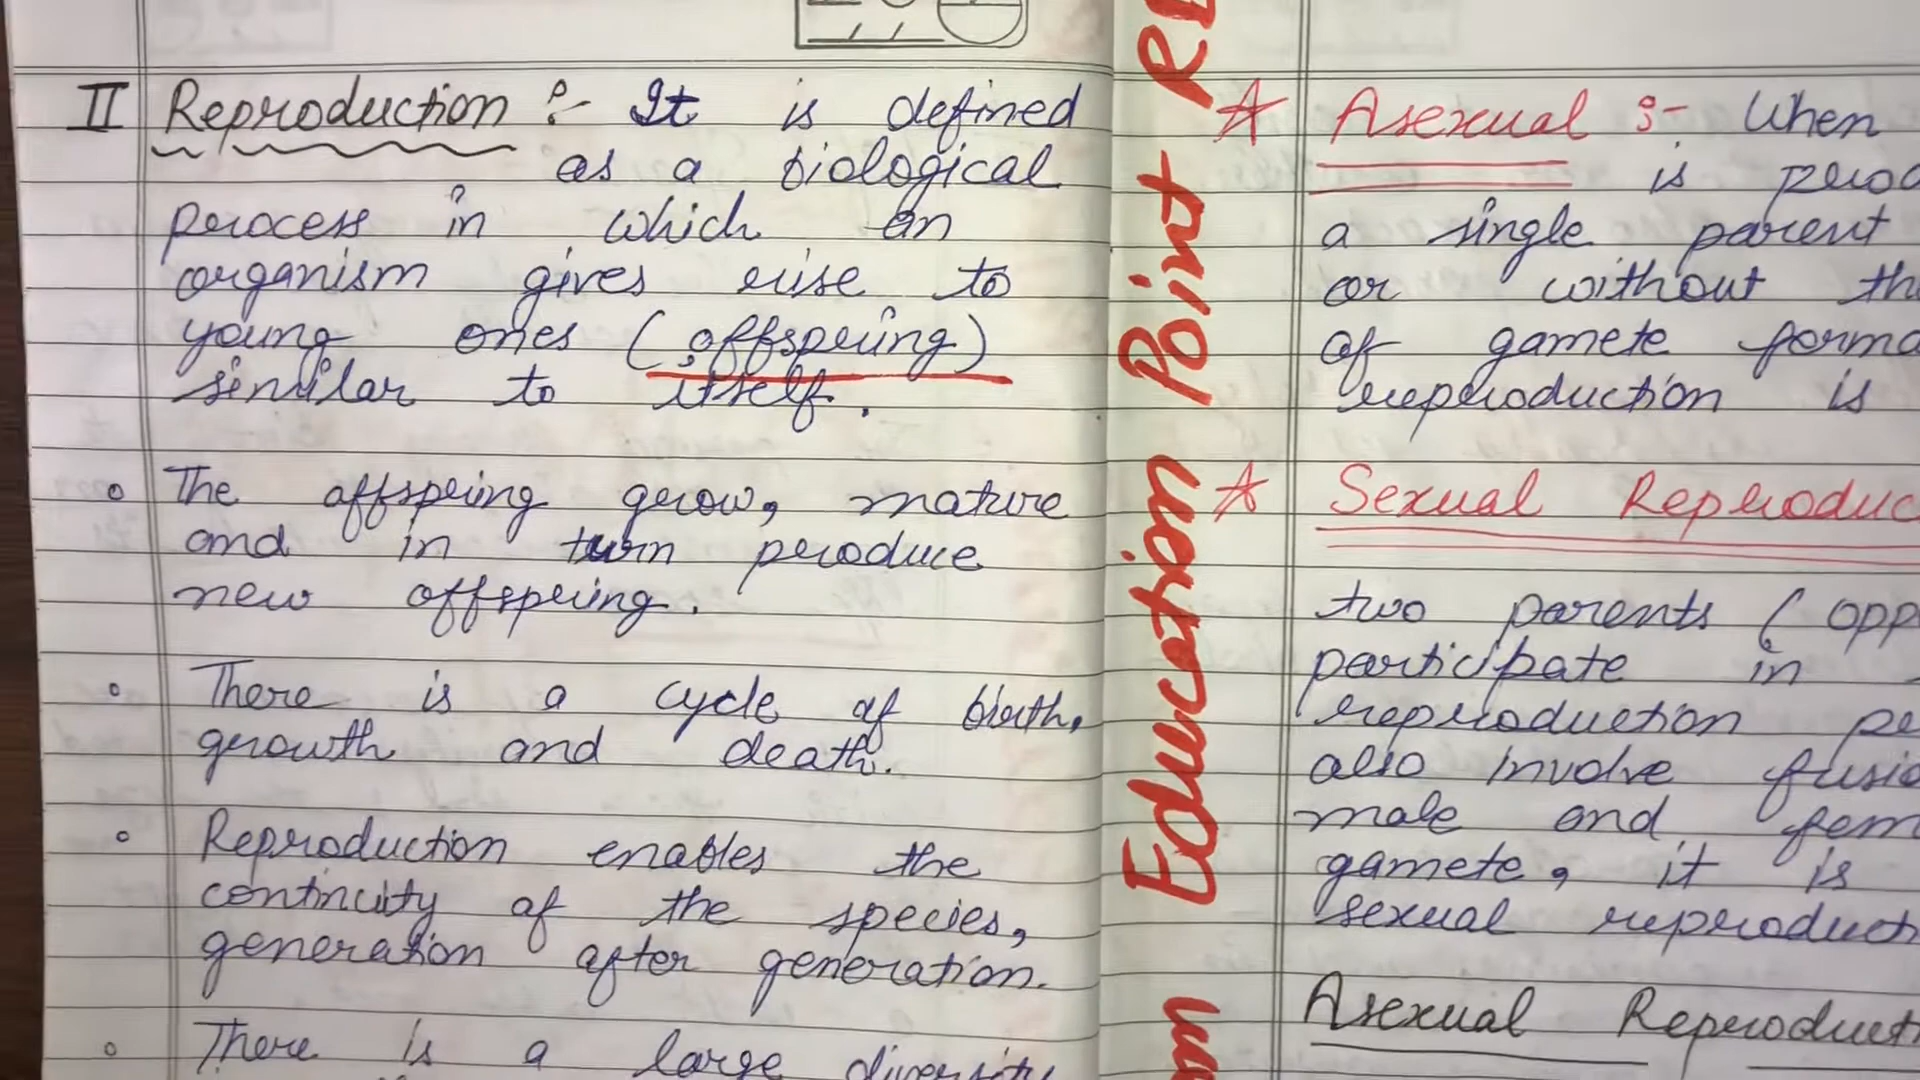 II Reproduction :- It is defined
as a biological
process in which an
organism gives rise to
young ones (offspring)
similar to itself.
The offspring grow, mature
and in turn produce
new offspring.
There is a cycle of birth,
growth and death.
Reproduction enables the
continuity of the species,
generation after generation.
There is a large diversity
Education Point
☆ Asexual :- When
is
a single parent
or without
of gamete
reproduction is
☆ Sexual
two parents (
participate in
reproduction
also involve
male and
gamete, it is
sexual
Asexual